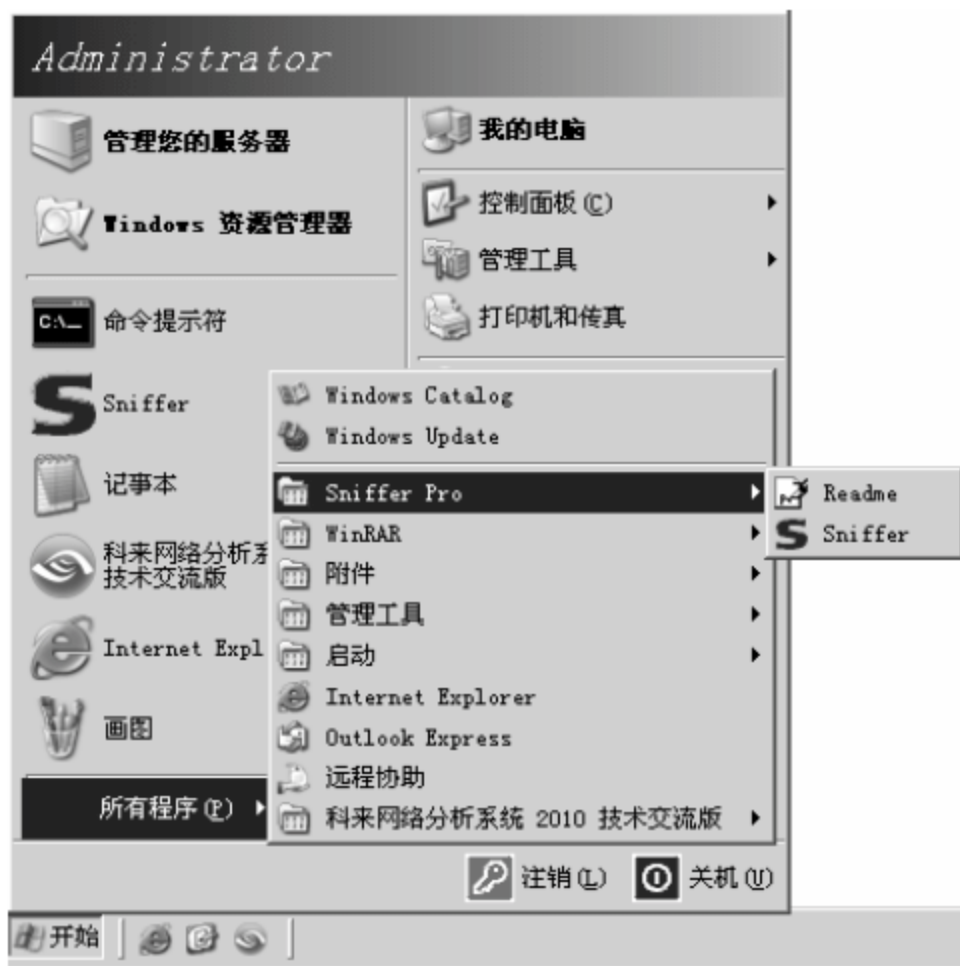 Administrator
管理您的服务器
Windows 资源管理器
命令提示符
Sniffer
记事本
科来网络分析系
技术交流版
Internet Expl
画图
所有程序(P)
我的电脑
控制面板(C)
管理工具
打印机和传真
Windows Catalog
Windows Update
Sniffer Pro
WinRAR
附件
管理工具
启动
Internet Explorer
Outlook Express
远程协助
科来网络分析系统 2010 技术交流版
Readme
Sniffer
注销(L)
关机(U)
开始